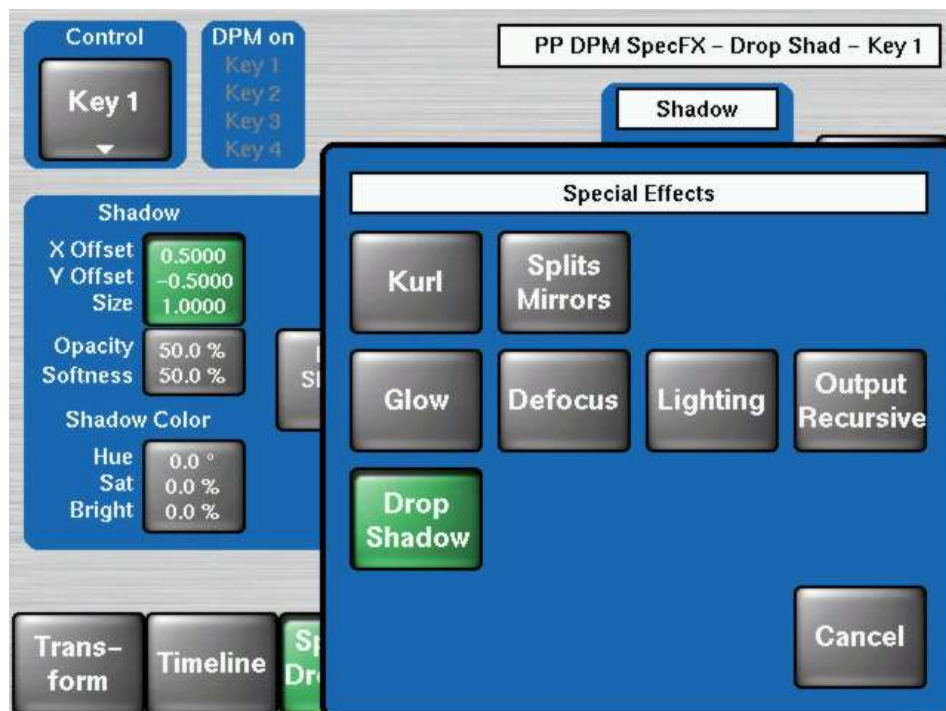 Control
DPM on
Key 1
Key 1
Key 2
Key 3
Key 4
PP DPM SpecFX – Drop Shad – Key 1
Shadow
Shadow
X Offset 0.5000
Y Offset –0.5000
Size 1.0000
Opacity 50.0 %
Softness 50.0 %
Shadow Color
Hue 0.0 °
Sat 0.0 %
Bright 0.0 %
Special Effects
Kurl
Splits
Mirrors
Glow
Defocus
Lighting
Output
Recursive
Drop
Shadow
Cancel
Trans–
form
Timeline